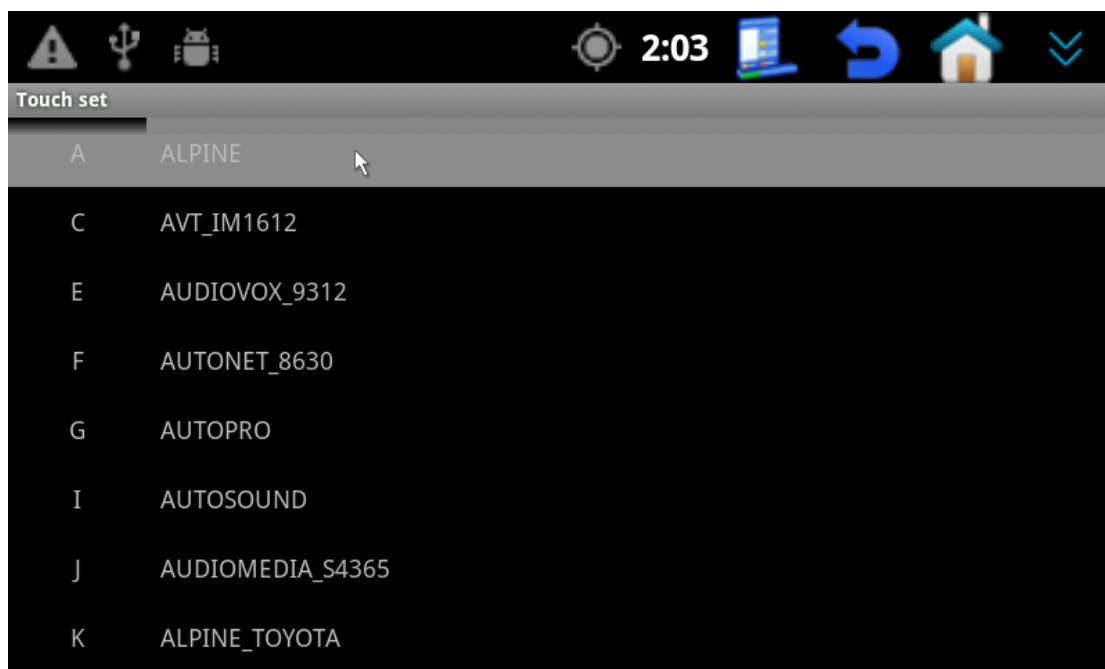 2:03
Touch set
A ALPINE
C AVT_IM1612
E AUDIOVOX_9312
F AUTONET_8630
G AUTOPRO
I AUTOSOUND
J AUDIOMEDIA_S4365
K ALPINE_TOYOTA